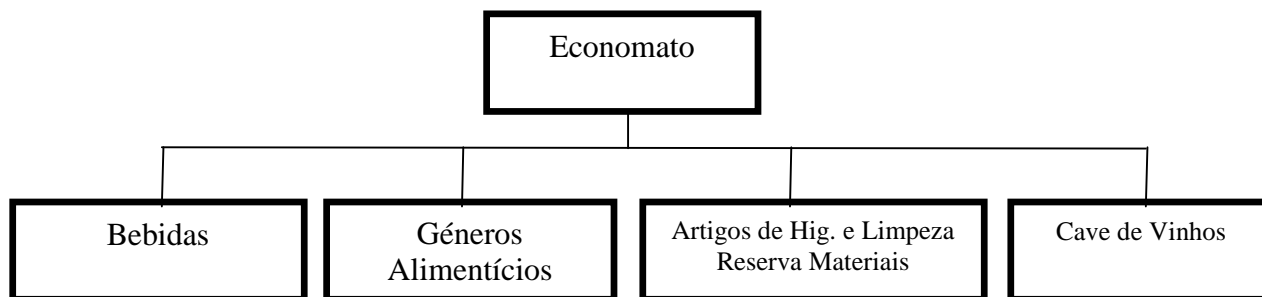 Economato
Bebidas
Géneros
Alimentícios
Artigos de Hig. e Limpeza
Reserva Materiais
Cave de Vinhos